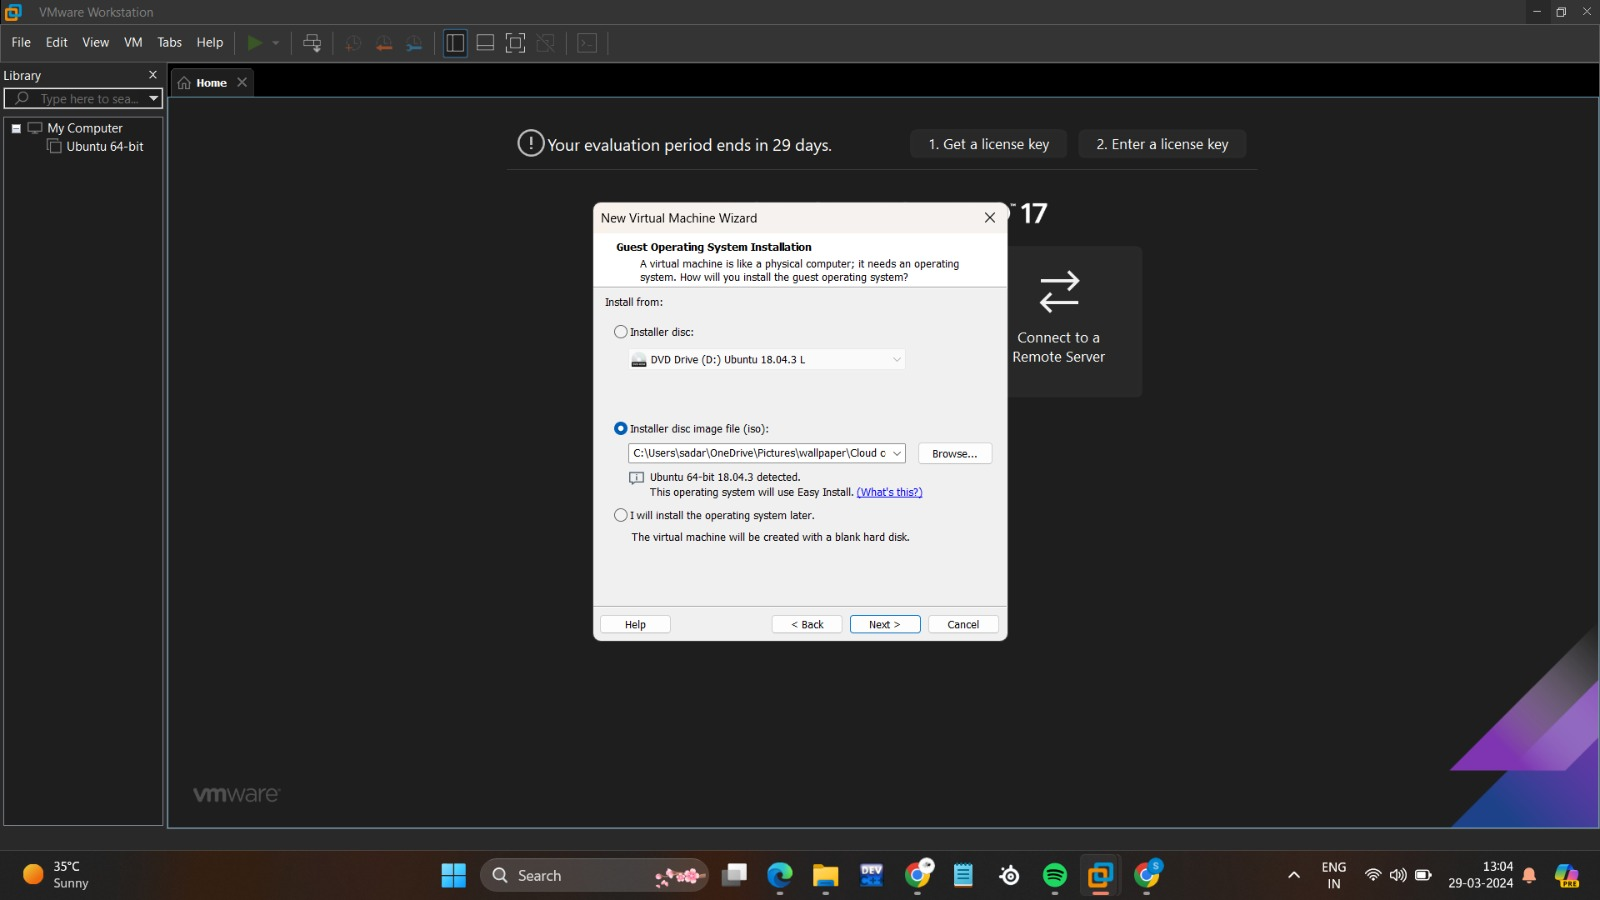 VMware Workstation
File Edit View VM Tabs Help
Library
Type here to sea...
My Computer
Ubuntu 64-bit
Home
Your evaluation period ends in 29 days.
1. Get a license key
2. Enter a license key
™ 17
Connect to a
Remote Server
New Virtual Machine Wizard
Guest Operating System Installation
A virtual machine is like a physical computer; it needs an operating
system. How will you install the guest operating system?
Install from:
Installer disc:
DVD Drive (D:) Ubuntu 18.04.3 L
Installer disc image file (iso):
C:\Users\sadar\OneDrive\Pictures\wallpaper\Cloud c
Browse...
Ubuntu 64-bit 18.04.3 detected.
This operating system will use Easy Install. (What's this?)
I will install the operating system later.
The virtual machine will be created with a blank hard disk.
Help
< Back
Next >
Cancel
vmware
35°C
Sunny
Search
DEV
S
ENG
IN
13:04
29-03-2024
PRE